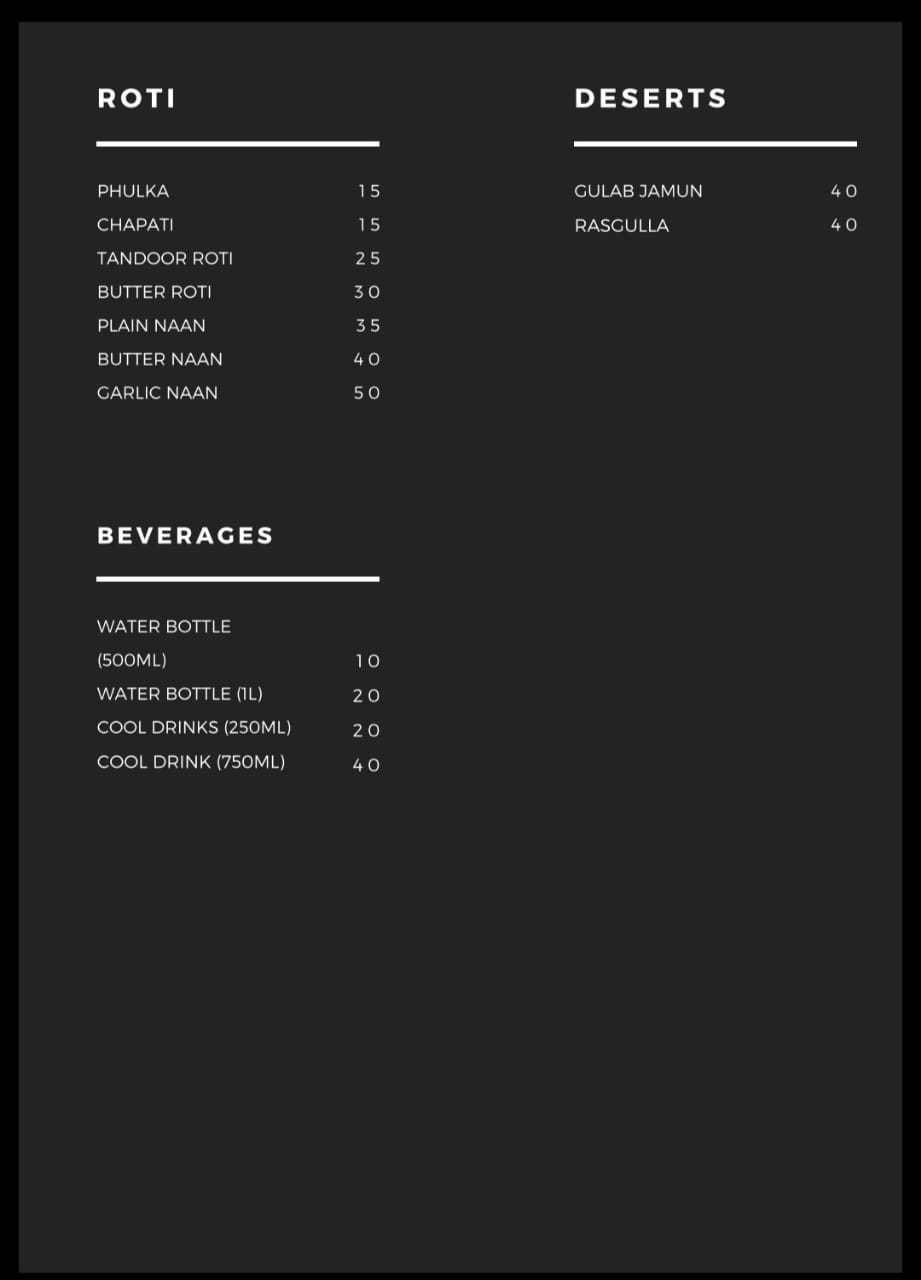 ROTI
PHULKA 15
CHAPATI 15
TANDOOR ROTI 25
BUTTER ROTI 30
PLAIN NAAN 35
BUTTER NAAN 40
GARLIC NAAN 50
BEVERAGES
WATER BOTTLE
(500ML) 10
WATER BOTTLE (1L) 20
COOL DRINKS (250ML) 20
COOL DRINK (750ML) 40
DESERTS
GULAB JAMUN 40
RASGULLA 40